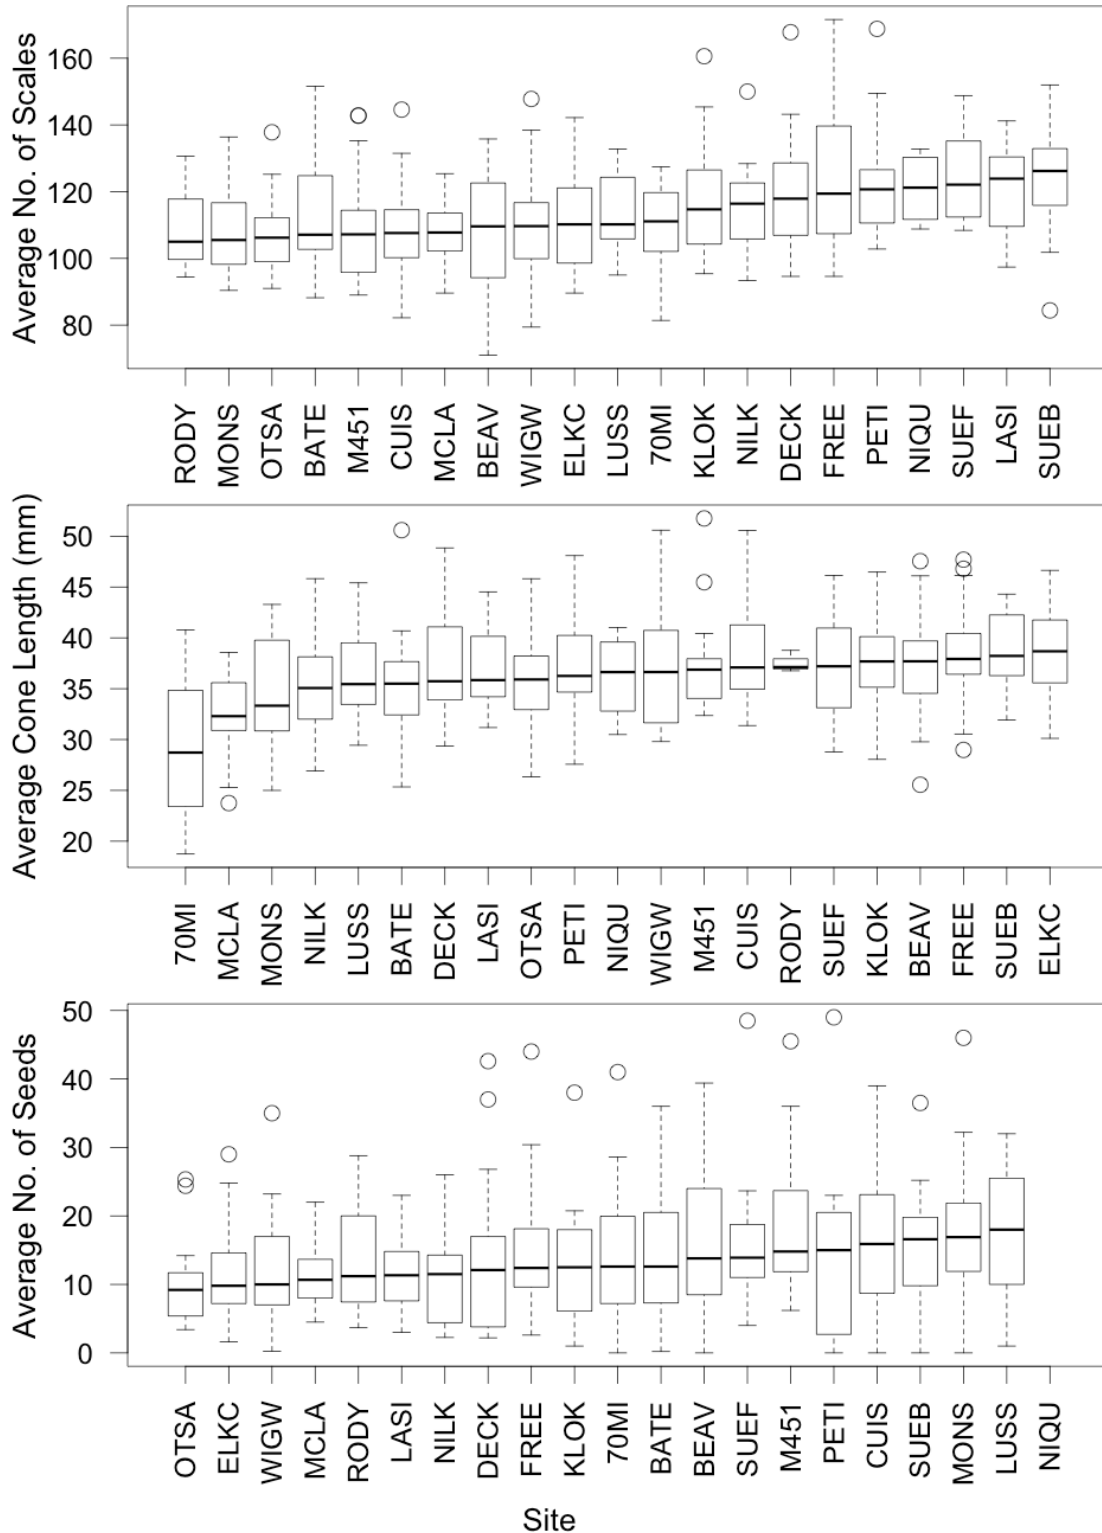 Average No. of Scales
160
140
120
100
80
RODY MONS OTSA BATE M451 CUIS MCLA BEAV WIGW ELKC LUSS 70MI KLOK NILK DECK FREE PETI NIQU SUEF LASI SUEB
Average Cone Length (mm)
50
45
40
35
30
25
20
70MI MCLA MONS NILK LUSS BATE DECK LASI OTSA PETI NIQU WIGW M451 CUIS RODY SUEF KLOK BEAV FREE SUEB ELKC
Average No. of Seeds
50
40
30
20
10
0
OTSA ELKC WIGW MCLA RODY LASI NILK DECK FREE KLOK 70MI BATE BEAV SUEF M451 PETI CUIS SUEB MONS LUSS NIQU
Site